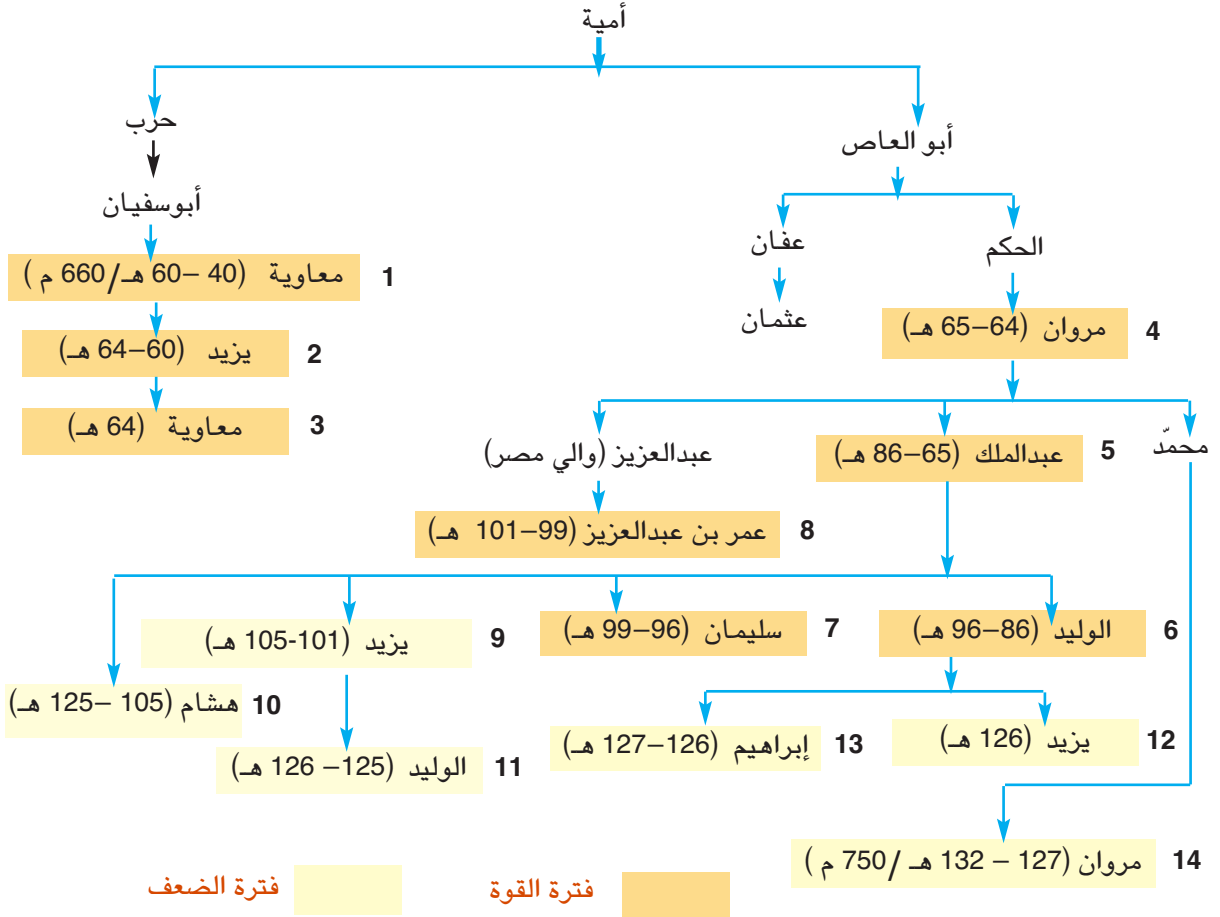 أمية
حرب
أبو العاص
أبوسفيان
عفان
الحكم
1 معاوية (40 –60 هـ/660 م )
عثمان
4 مروان (64–65 هـ)
2 يزيد (60–64 هـ)
3 معاوية (64 هـ)
محمّد
5 عبدالملك (65–86 هـ)
عبدالعزيز (والي مصر)
8 عمر بن عبدالعزيز (99–101 هـ)
6 الوليد (86–96 هـ)
7 سليمان (96–99 هـ)
9 يزيد (101-105 هـ)
10 هشام (105 –125 هـ)
12 يزيد (126 هـ)
13 إبراهيم (126–127 هـ)
11 الوليد (125– 126 هـ)
14 مروان (127 – 132 هـ /750 م )
فترة القوة
فترة الضعف